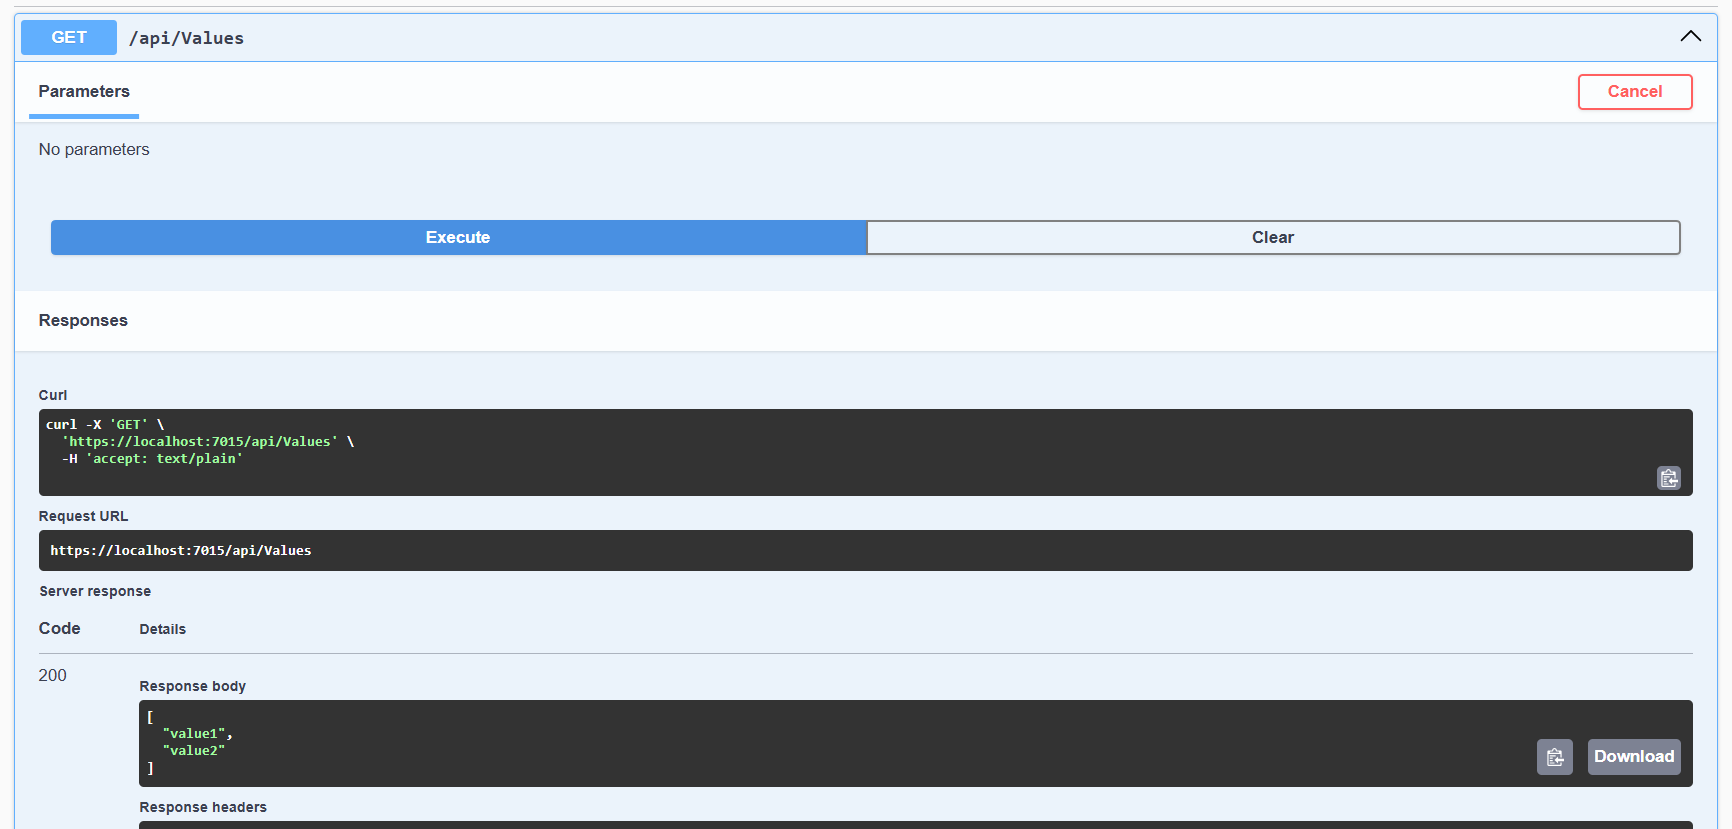 GET /api/Values
Parameters
Cancel
No parameters
Execute
Clear
Responses
Curl
curl -X 'GET' \
  'https://localhost:7015/api/Values' \
  -H 'accept: text/plain'
Request URL
https://localhost:7015/api/Values
Server response
Code Details
200
Response body
[
  "value1",
  "value2"
]
Download
Response headers